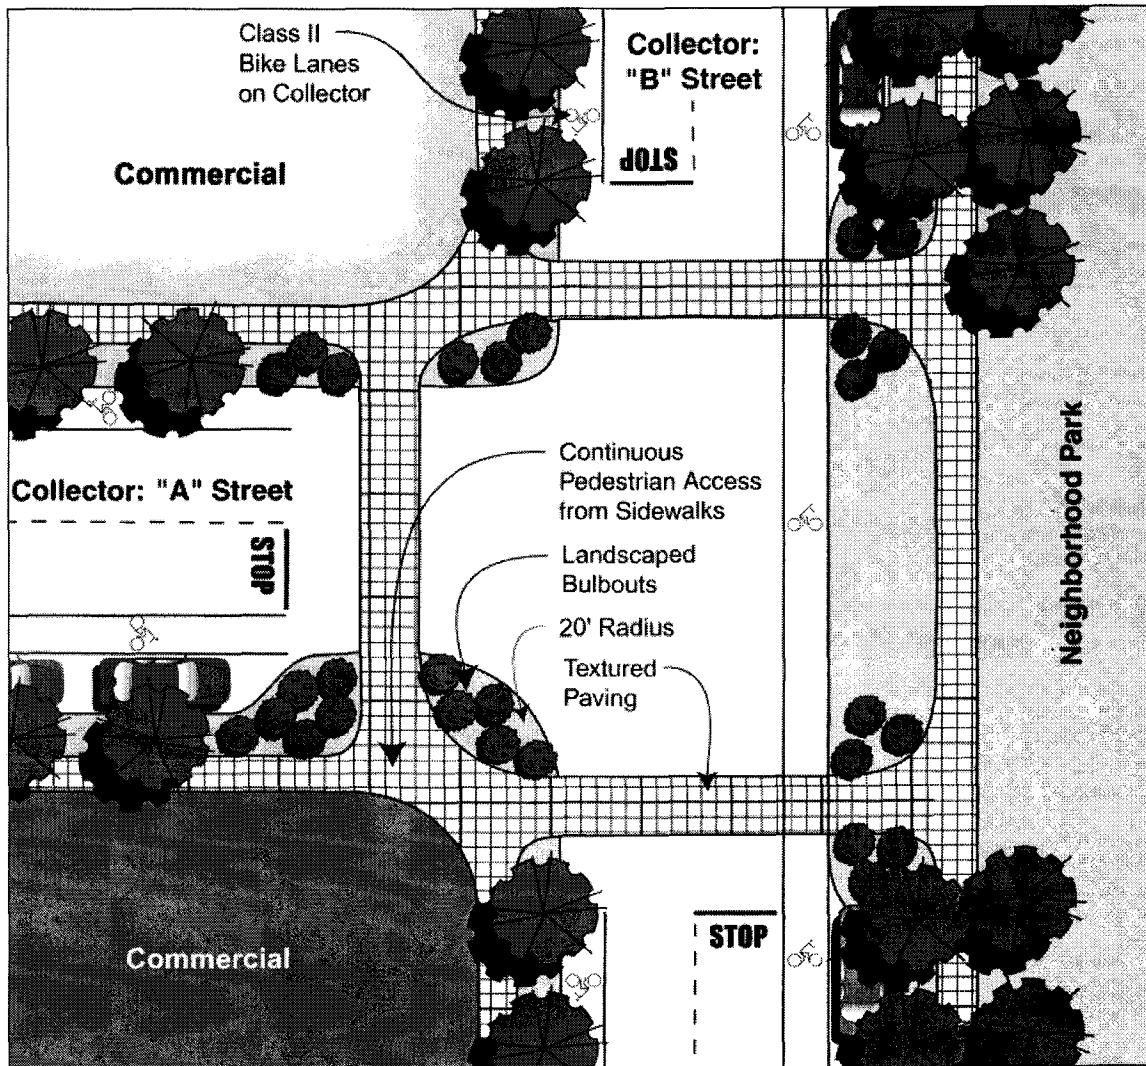 Class II
Bike Lanes
on Collector
Collector:
"B" Street
STOP
Commercial
Collector: "A" Street
STOP
Continuous
Pedestrian Access
from Sidewalks
Landscaped
Bulbouts
20' Radius
Textured
Paving
Neighborhood Park
STOP
Commercial